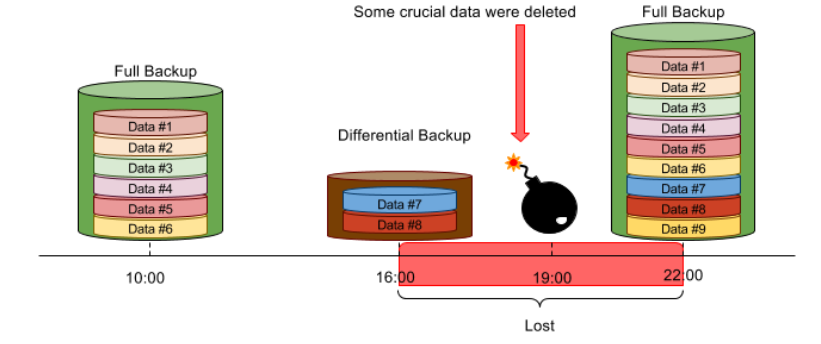 Some crucial data were deleted
Full Backup
Full Backup
Differential Backup
Data #1
Data #2
Data #3
Data #4
Data #5
Data #6
Data #7
Data #8
Data #1
Data #2
Data #3
Data #4
Data #5
Data #6
Data #7
Data #8
Data #9
10:00
16:00
19:00
22:00
Lost